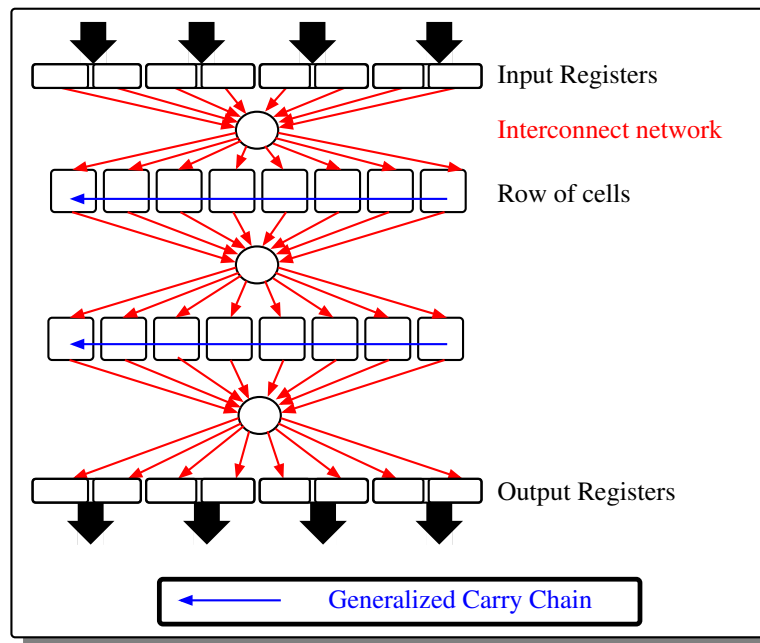 Input Registers
Interconnect network
Row of cells
Output Registers
Generalized Carry Chain